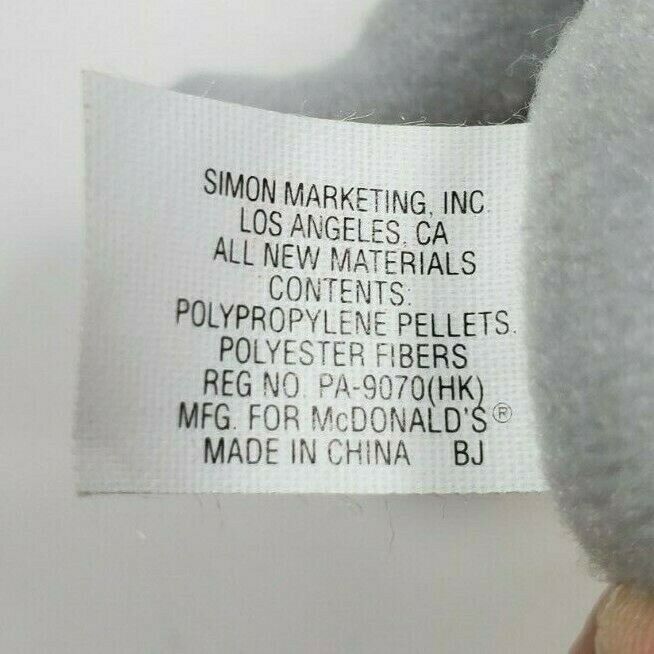 SIMON MARKETING, INC.
LOS ANGELES, CA
ALL NEW MATERIALS
CONTENTS:
POLYPROPYLENE PELLETS.
POLYESTER FIBERS
REG NO. PA-9070(HK)
MFG. FOR McDONALD'S®
MADE IN CHINA BJ